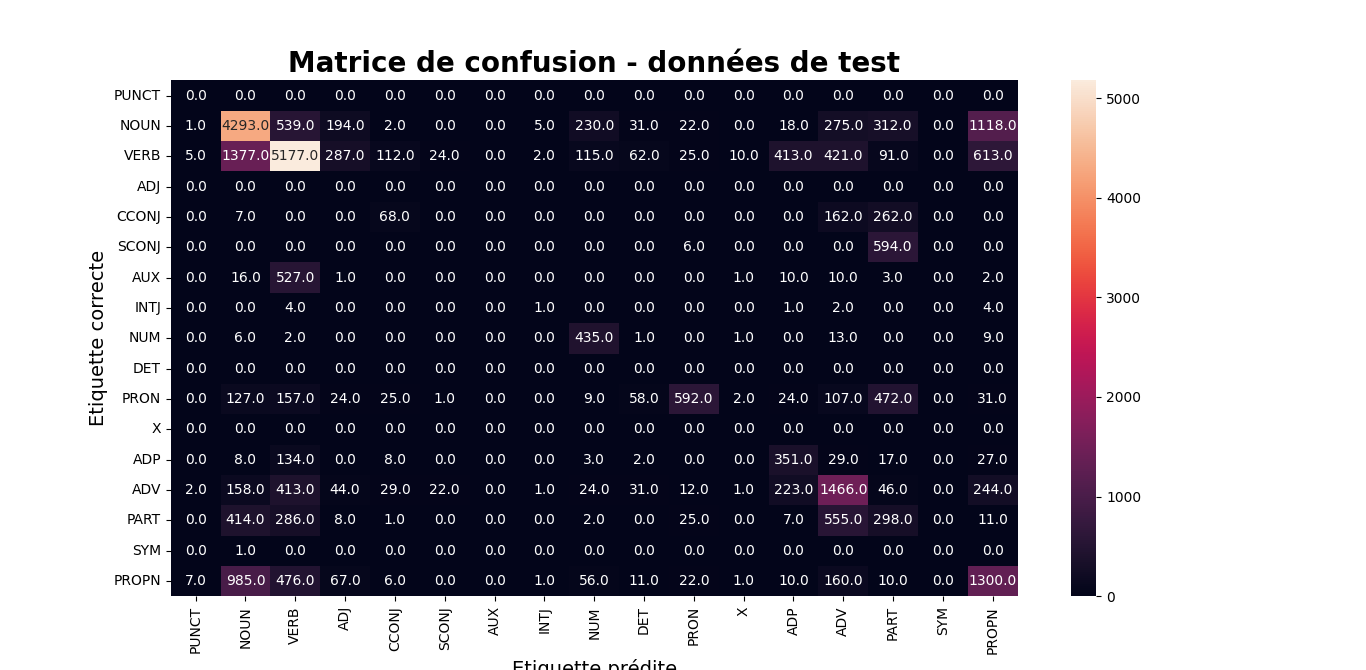 Matrice de confusion - données de test
PUNCT 0.0 0.0 0.0 0.0 0.0 0.0 0.0 0.0 0.0 0.0 0.0 0.0 0.0 0.0 0.0 0.0 0.0
NOUN 1.0 4293.0 539.0 194.0 2.0 0.0 0.0 5.0 230.0 31.0 22.0 0.0 18.0 275.0 312.0 0.0 1118.0
VERB 5.0 1377.0 5177.0 287.0 112.0 24.0 0.0 2.0 115.0 62.0 25.0 10.0 413.0 421.0 91.0 0.0 613.0
ADJ 0.0 0.0 0.0 0.0 0.0 0.0 0.0 0.0 0.0 0.0 0.0 0.0 0.0 0.0 0.0 0.0 0.0
CCONJ 0.0 7.0 0.0 0.0 68.0 0.0 0.0 0.0 0.0 0.0 0.0 0.0 0.0 162.0 262.0 0.0 0.0
SCONJ 0.0 0.0 0.0 0.0 0.0 0.0 0.0 0.0 0.0 0.0 6.0 0.0 0.0 0.0 594.0 0.0 0.0
AUX 0.0 16.0 527.0 1.0 0.0 0.0 0.0 0.0 0.0 0.0 0.0 1.0 10.0 10.0 3.0 0.0 2.0
INTJ 0.0 0.0 4.0 0.0 0.0 0.0 0.0 1.0 0.0 0.0 0.0 0.0 1.0 2.0 0.0 0.0 4.0
NUM 0.0 6.0 2.0 0.0 0.0 0.0 0.0 0.0 435.0 1.0 0.0 1.0 0.0 13.0 0.0 0.0 9.0
DET 0.0 0.0 0.0 0.0 0.0 0.0 0.0 0.0 0.0 0.0 0.0 0.0 0.0 0.0 0.0 0.0 0.0
PRON 0.0 127.0 157.0 24.0 25.0 1.0 0.0 0.0 9.0 58.0 592.0 2.0 24.0 107.0 472.0 0.0 31.0
X 0.0 0.0 0.0 0.0 0.0 0.0 0.0 0.0 0.0 0.0 0.0 0.0 0.0 0.0 0.0 0.0 0.0
ADP 0.0 8.0 134.0 0.0 8.0 0.0 0.0 0.0 3.0 2.0 0.0 0.0 351.0 29.0 17.0 0.0 27.0
ADV 2.0 158.0 413.0 44.0 29.0 22.0 0.0 1.0 24.0 31.0 12.0 1.0 223.0 1466.0 46.0 0.0 244.0
PART 0.0 414.0 286.0 8.0 1.0 0.0 0.0 0.0 2.0 0.0 25.0 0.0 7.0 555.0 298.0 0.0 11.0
SYM 0.0 1.0 0.0 0.0 0.0 0.0 0.0 0.0 0.0 0.0 0.0 0.0 0.0 0.0 0.0 0.0 0.0
PROPN 7.0 985.0 476.0 67.0 6.0 0.0 0.0 1.0 56.0 11.0 22.0 1.0 10.0 160.0 10.0 0.0 1300.0
PUNCT NOUN VERB ADJ CCONJ SCONJ AUX INTJ NUM DET PRON X ADP ADV PART SYM PROPN
Etiquette prédite
Etiquette correcte
5000
4000
3000
2000
1000
0